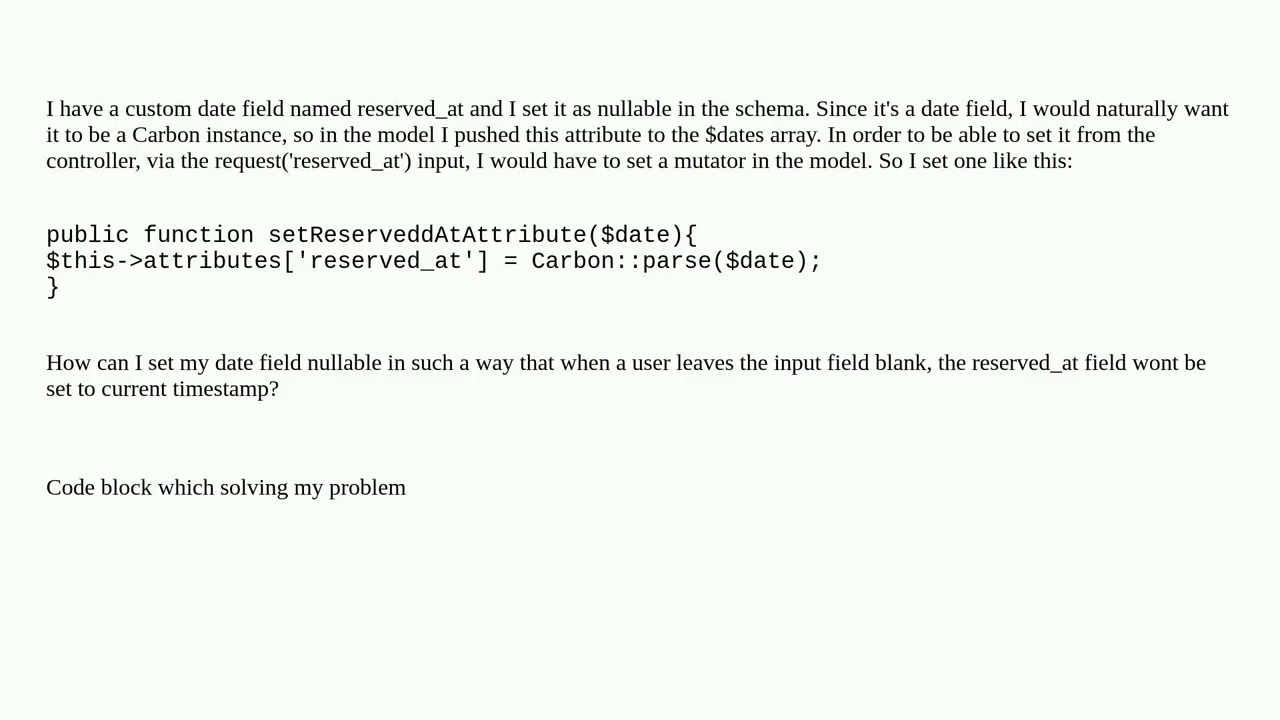 I have a custom date field named reserved_at and I set it as nullable in the schema. Since it's a date field, I would naturally want
it to be a Carbon instance, so in the model I pushed this attribute to the $dates array. In order to be able to set it from the
controller, via the request('reserved_at') input, I would have to set a mutator in the model. So I set one like this:
public function setReserveddAtAttribute($date){
$this->attributes['reserved_at'] = Carbon::parse($date);
}
How can I set my date field nullable in such a way that when a user leaves the input field blank, the reserved_at field wont be
set to current timestamp?
Code block which solving my problem